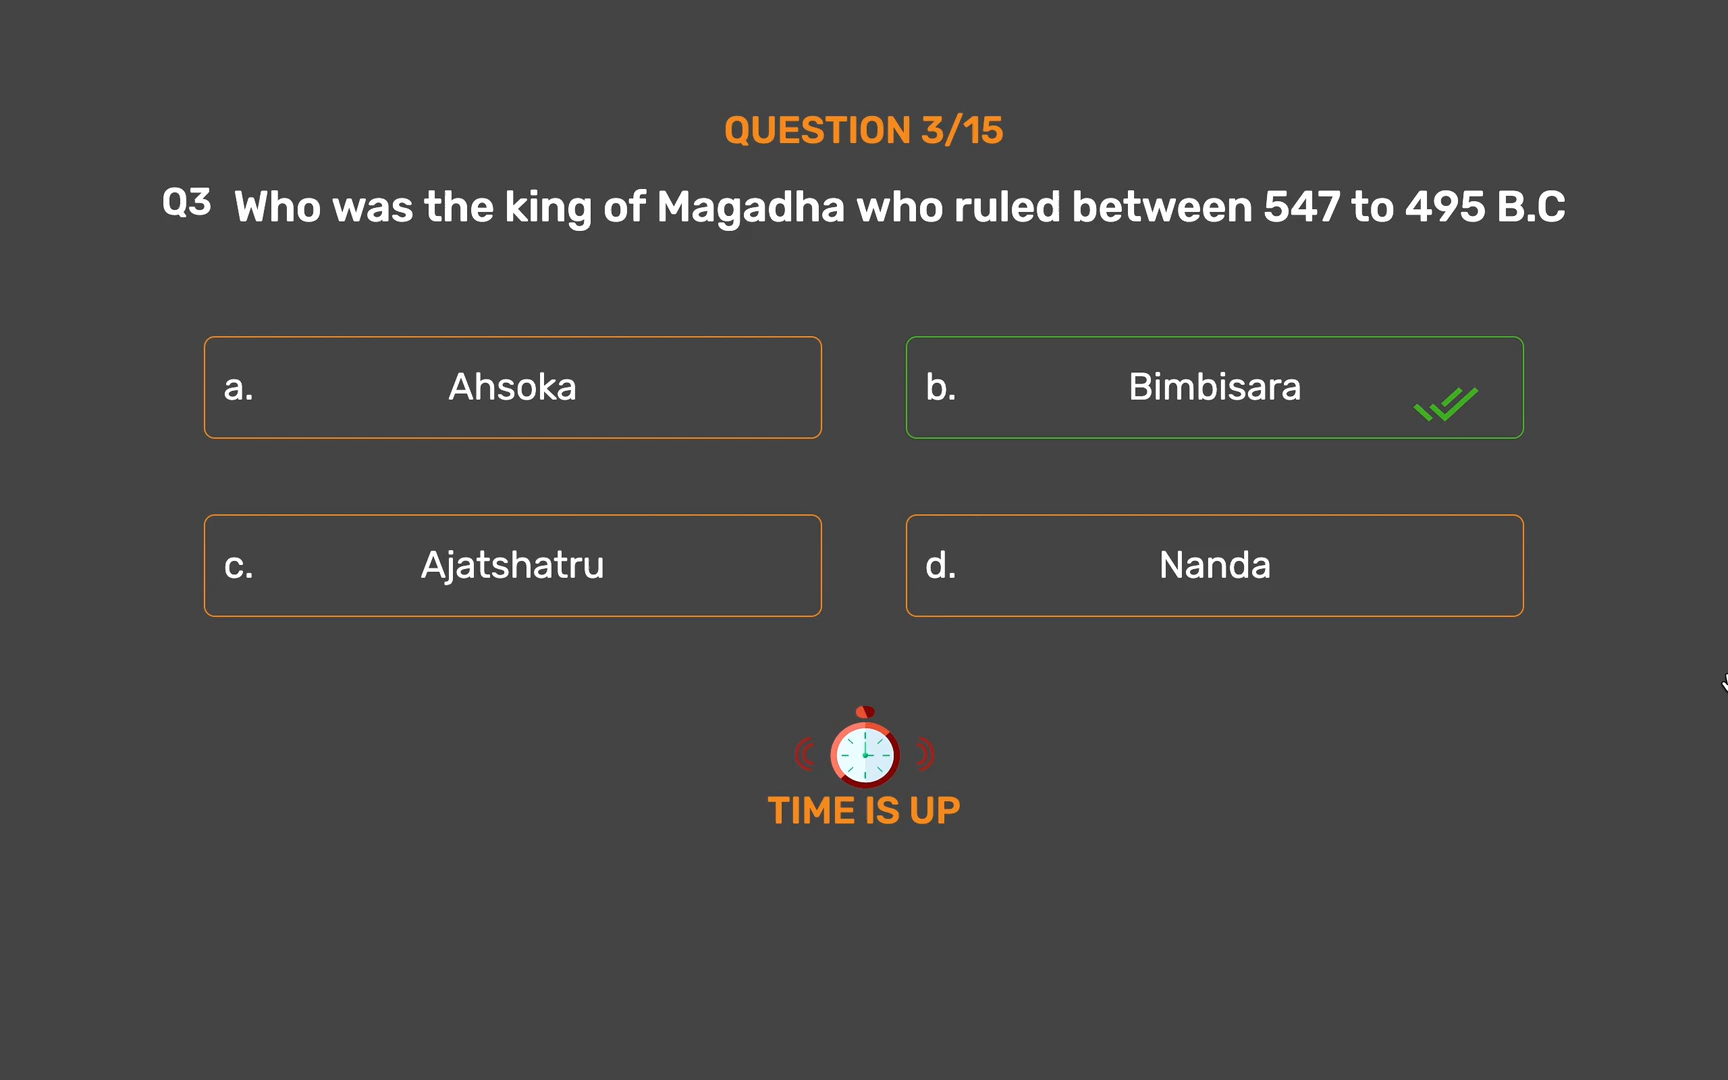 QUESTION 3/15
Q3 Who was the king of Magadha who ruled between 547 to 495 B.C
a. Ahsoka
b. Bimbisara
c. Ajatshatru
d. Nanda
TIME IS UP